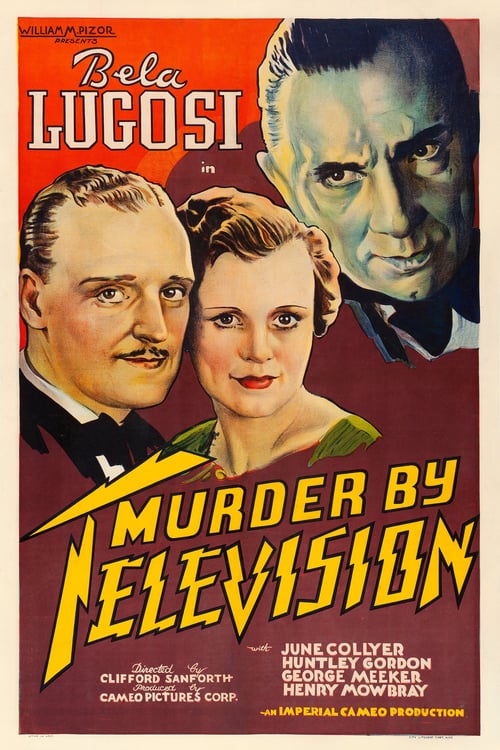 WILLIAM M. PIZOR
PRESENTS
Bela
LUGOSI
in
MURDER BY
TELEVISION
with JUNE COLLYER
HUNTLEY GORDON
GEORGE MEEKER
HENRY MOWBRAY
Directed by
CLIFFORD SANFORTH
Produced by
CAMEO PICTURES CORP.
AN IMPERIAL CAMEO PRODUCTION